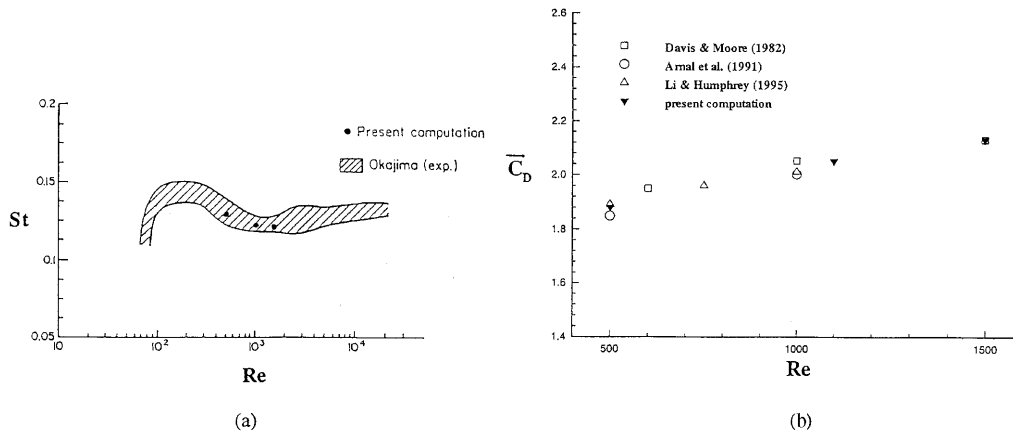 0.2
0.15
0.1
0.05
St
10
10²
10³
10⁴
Re
Present computation
Okajima (exp.)
(a)
2.6
2.4
2.2
2.0
1.8
1.6
1.4
C_D
Davis & Moore (1982)
Arnal et al. (1991)
Li & Humphrey (1995)
present computation
500
1000
1500
Re
(b)